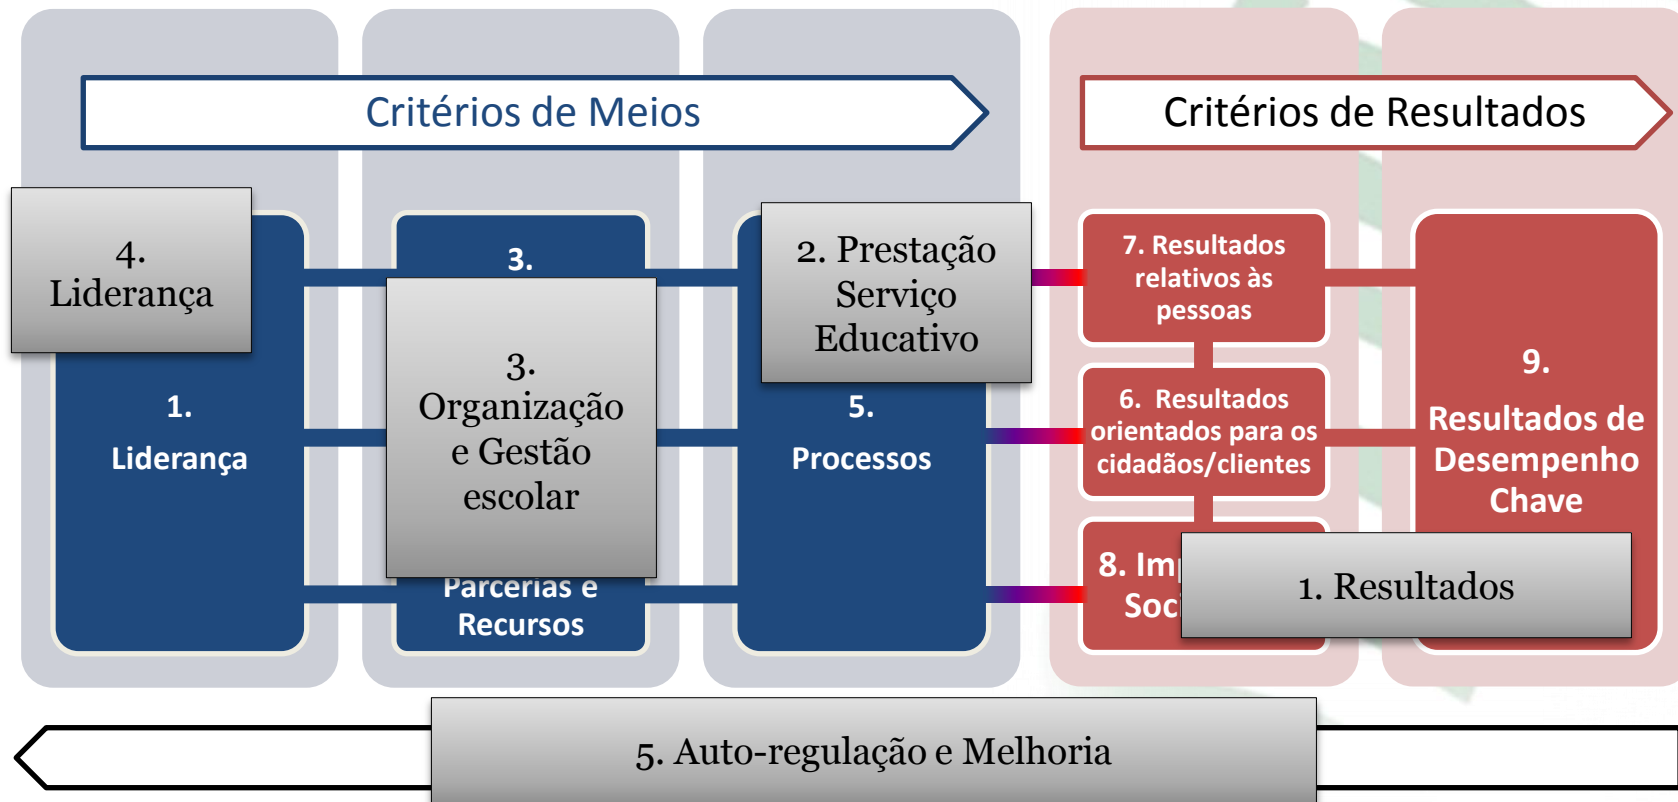 Critérios de Meios
Critérios de Resultados
4.
Liderança
1.
Liderança
3.
3.
Organização
e Gestão
escolar
Parcerias e
Recursos
2. Prestação
Serviço
Educativo
5.
Processos
7. Resultados
relativos às
pessoas
6. Resultados
orientados para os
cidadãos/clientes
8.
9.
Resultados de
Desempenho
Chave
1. Resultados
5. Auto-regulação e Melhoria